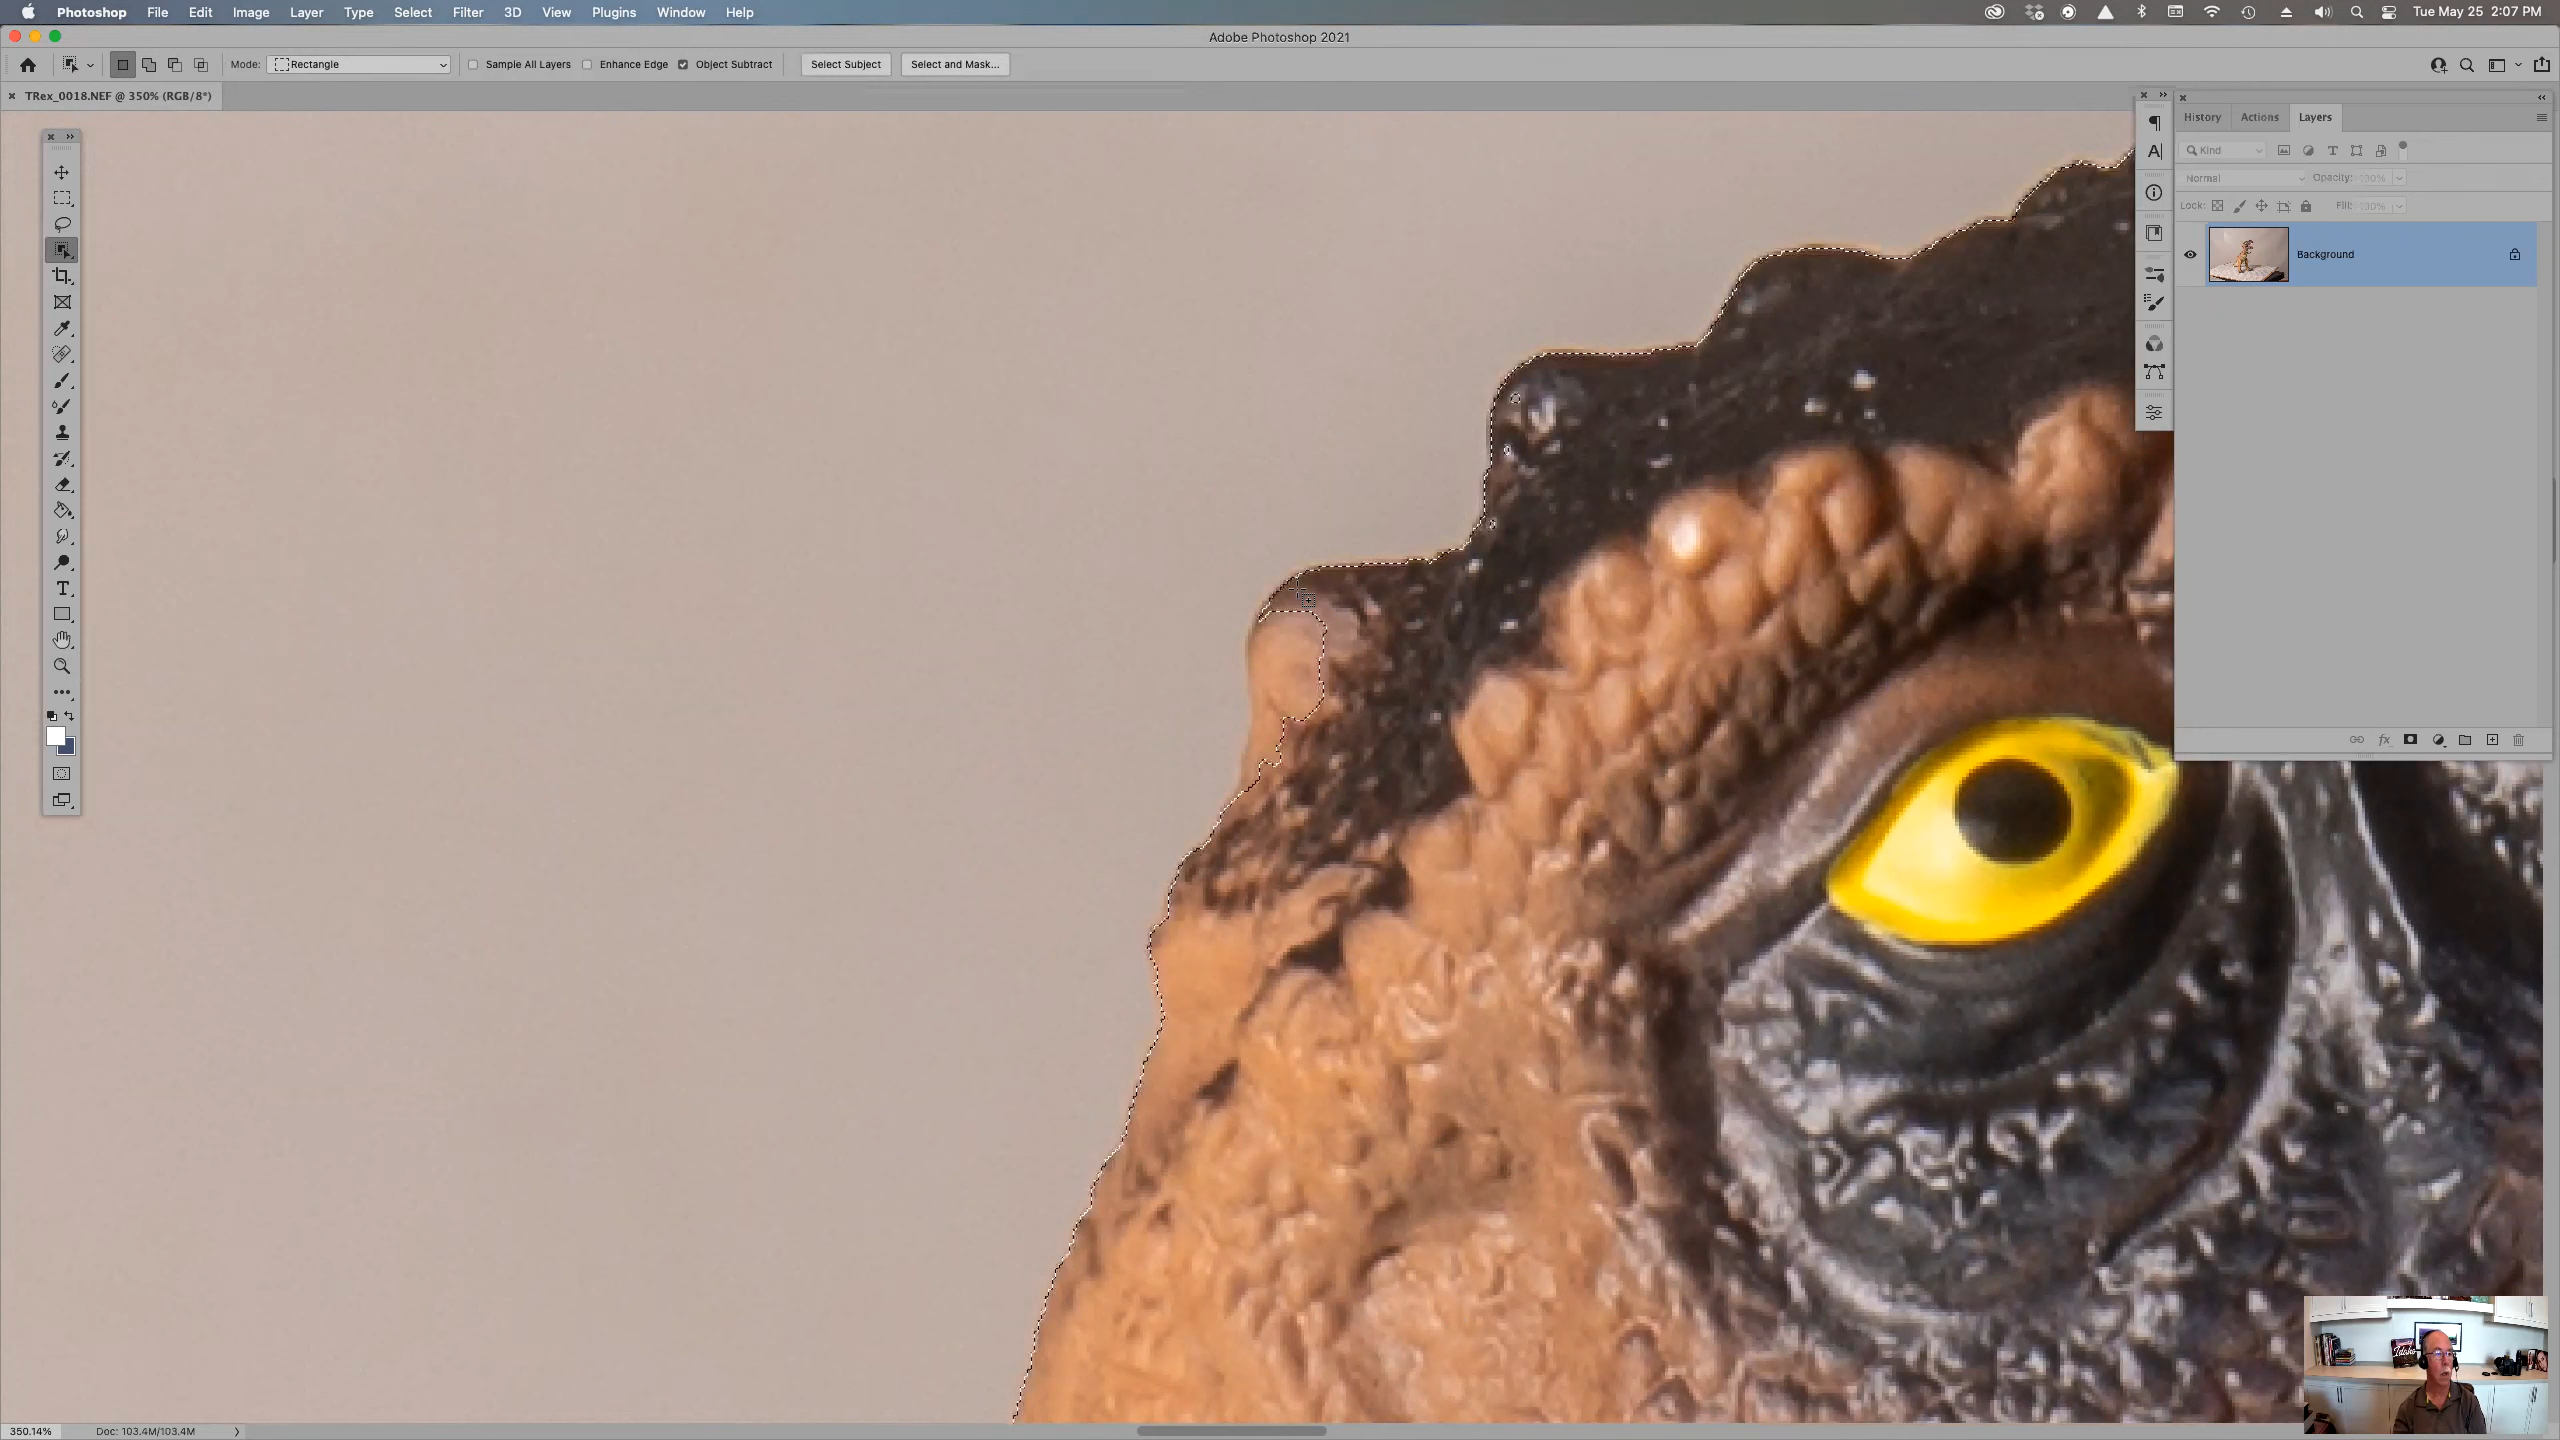 Photoshop File Edit Image Layer Type Select Filter 3D View Plugins Window Help Tue May 25 2:07 PM
Adobe Photoshop 2021
Mode: Rectangle Sample All Layers Enhance Edge Object Subtract Select Subject Select and Mask...
TRex_0018.NEF @ 350% (RGB/8*)
History Actions Layers
Kind
Normal Opacity: 100%
Lock: Fill: 100%
Background
Idaho
350.14% Doc: 103.4M/103.4M